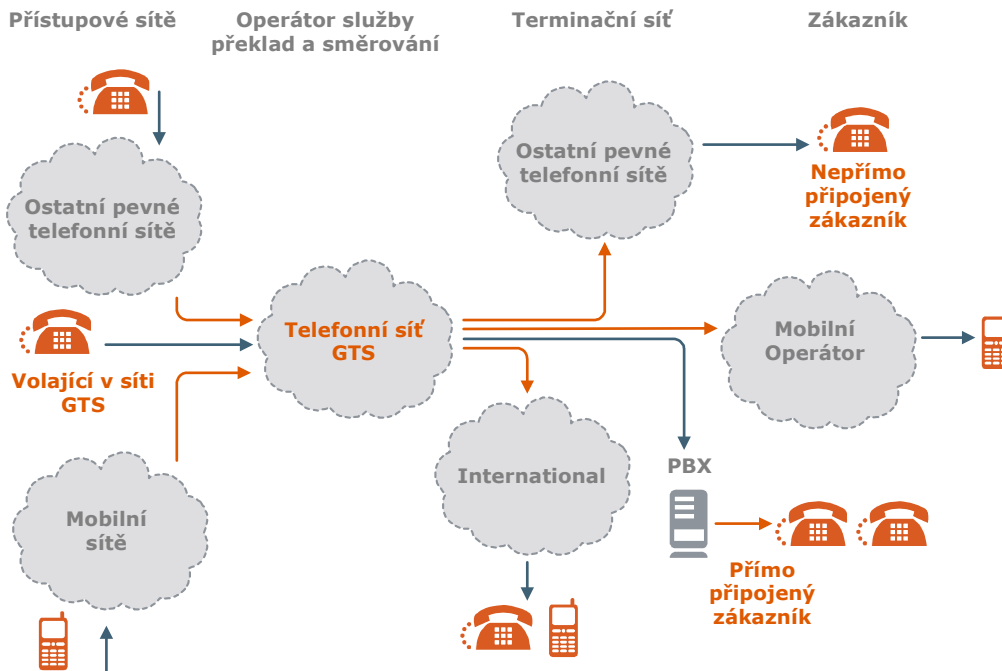 Přístupové sítě
Operátor služby
překlad a směrování
Terminační síť
Zákazník
Ostatní pevné
telefonní sítě
Ostatní pevné
telefonní sítě
Nepřímo
připojený
zákazník
Telefonní síť
GTS
Mobilní
Operátor
Volající v síti
GTS
International
PBX
Mobilní
sítě
Přímo
připojený
zákazník